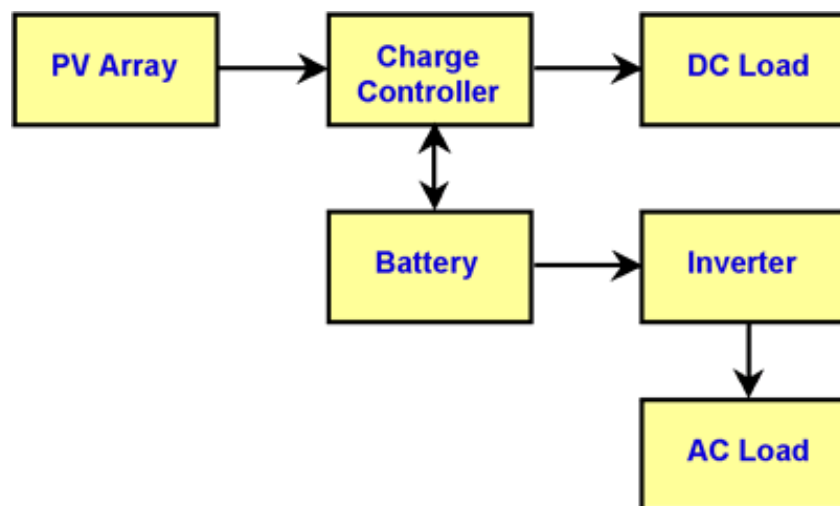 PV Array
Charge
Controller
DC Load
Battery
Inverter
AC Load